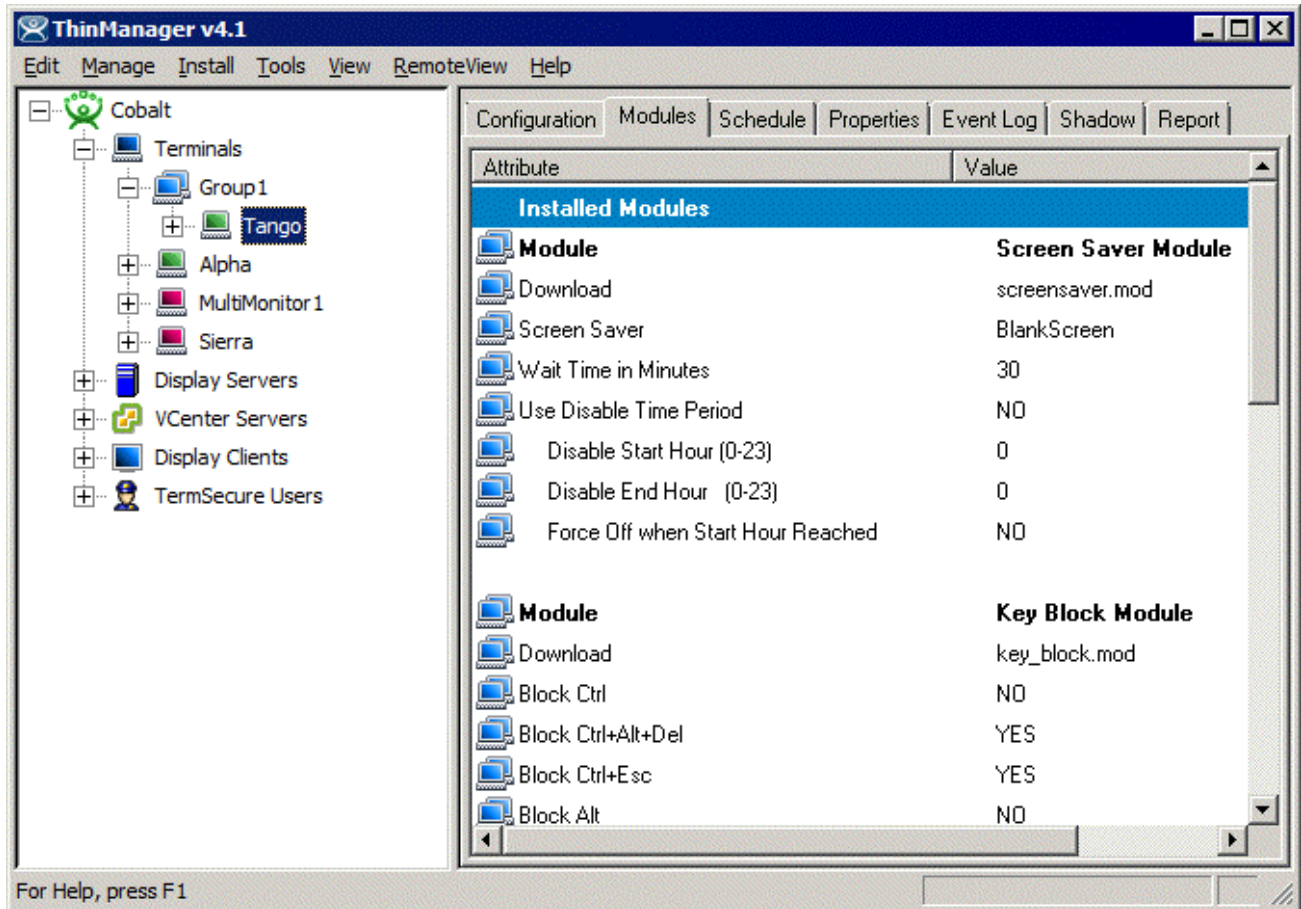 ThinManager v4.1
Edit Manage Install Tools View RemoteView Help
Cobalt
Terminals
Group1
Tango
Alpha
MultiMonitor1
Sierra
Display Servers
VCenter Servers
Display Clients
TermSecure Users
Configuration Modules Schedule Properties Event Log Shadow Report
Attribute Value
Installed Modules
Module Screen Saver Module
Download screensaver.mod
Screen Saver BlankScreen
Wait Time in Minutes 30
Use Disable Time Period NO
Disable Start Hour (0-23) 0
Disable End Hour (0-23) 0
Force Off when Start Hour Reached NO
Module Key Block Module
Download key_block.mod
Block Ctrl NO
Block Ctrl+Alt+Del YES
Block Ctrl+Esc YES
Block Alt NO
For Help, press F1